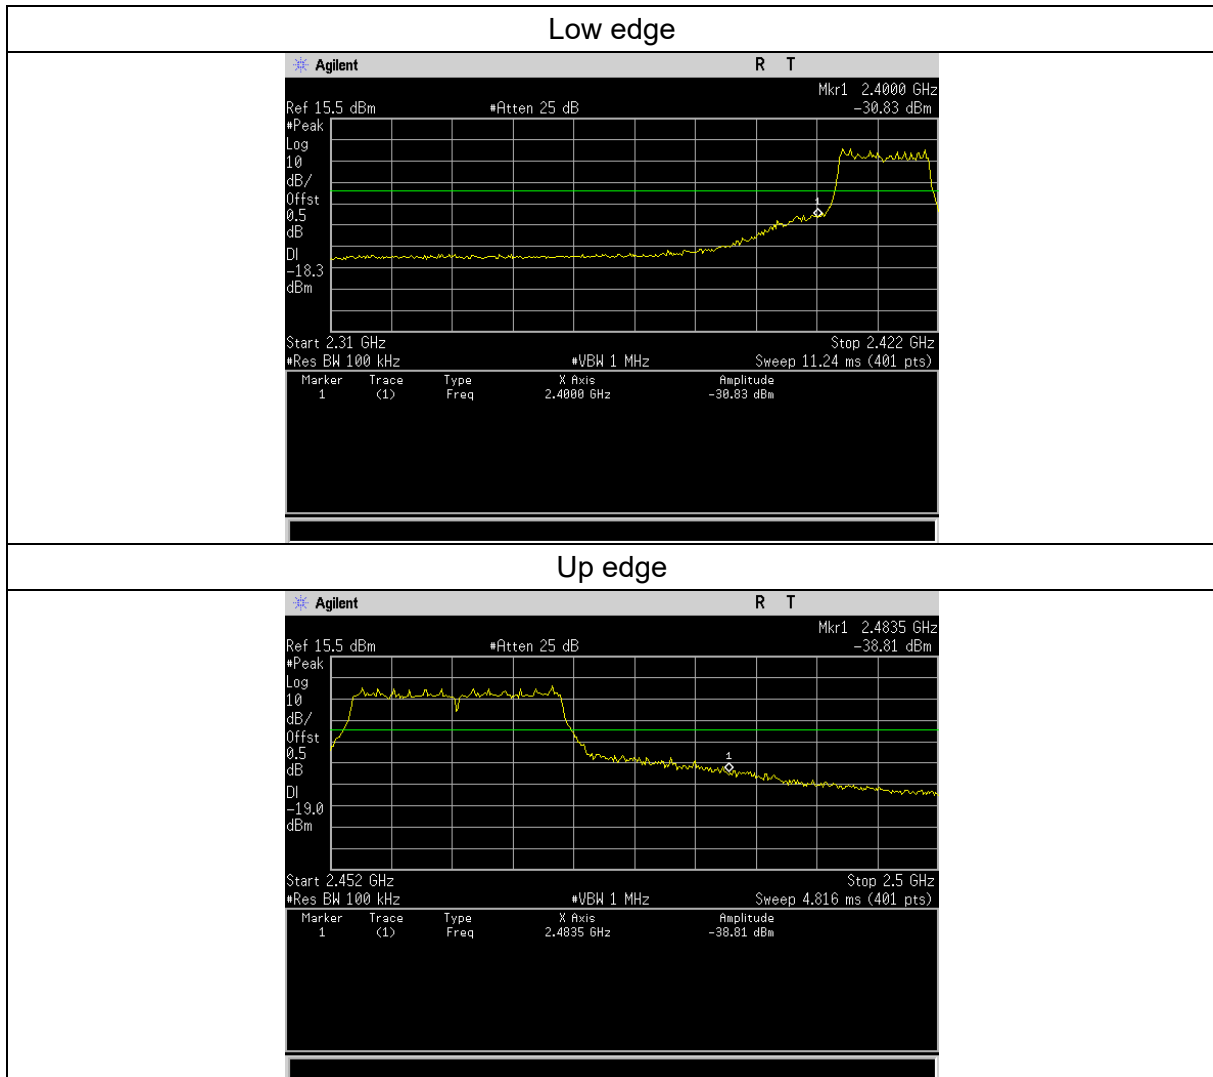 Low edge
Agilent R T
Mkr1 2.4000 GHz
Ref 15.5 dBm #Atten 25 dB -30.83 dBm
#Peak
Log
10
dB/
Offst
0.5
dB
DI
-18.3
dBm
1
Start 2.31 GHz Stop 2.422 GHz
#Res BW 100 kHz #VBW 1 MHz Sweep 11.24 ms (401 pts)
Marker Trace Type X Axis Amplitude
1 (1) Freq 2.4000 GHz -30.83 dBm
Up edge
Agilent R T
Mkr1 2.4835 GHz
Ref 15.5 dBm #Atten 25 dB -38.81 dBm
#Peak
Log
10
dB/
Offst
0.5
dB
DI
-19.0
dBm
1
Start 2.452 GHz Stop 2.5 GHz
#Res BW 100 kHz #VBW 1 MHz Sweep 4.816 ms (401 pts)
Marker Trace Type X Axis Amplitude
1 (1) Freq 2.4835 GHz -38.81 dBm